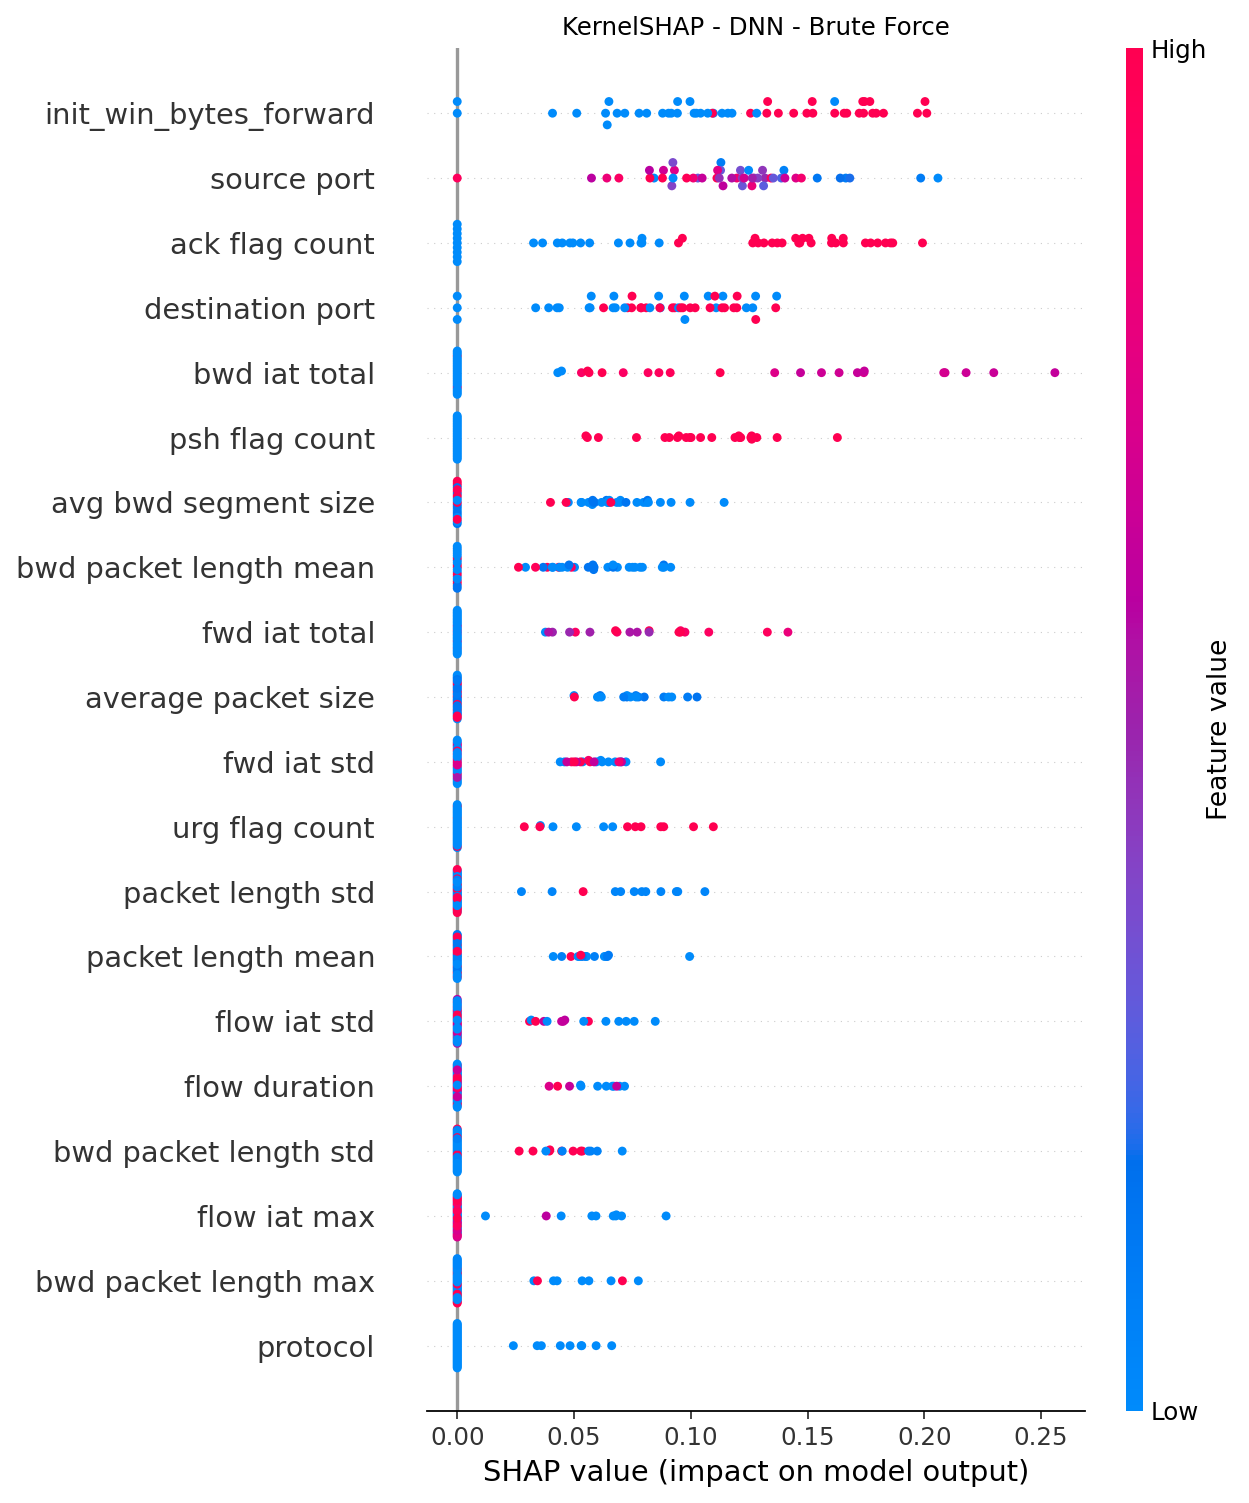 KernelSHAP - DNN - Brute Force
High
init_win_bytes_forward
source port
ack flag count
destination port
bwd iat total
psh flag count
avg bwd segment size
bwd packet length mean
fwd iat total
average packet size
fwd iat std
urg flag count
packet length std
packet length mean
flow iat std
flow duration
bwd packet length std
flow iat max
bwd packet length max
protocol
Feature value
Low
0.00 0.05 0.10 0.15 0.20 0.25
SHAP value (impact on model output)